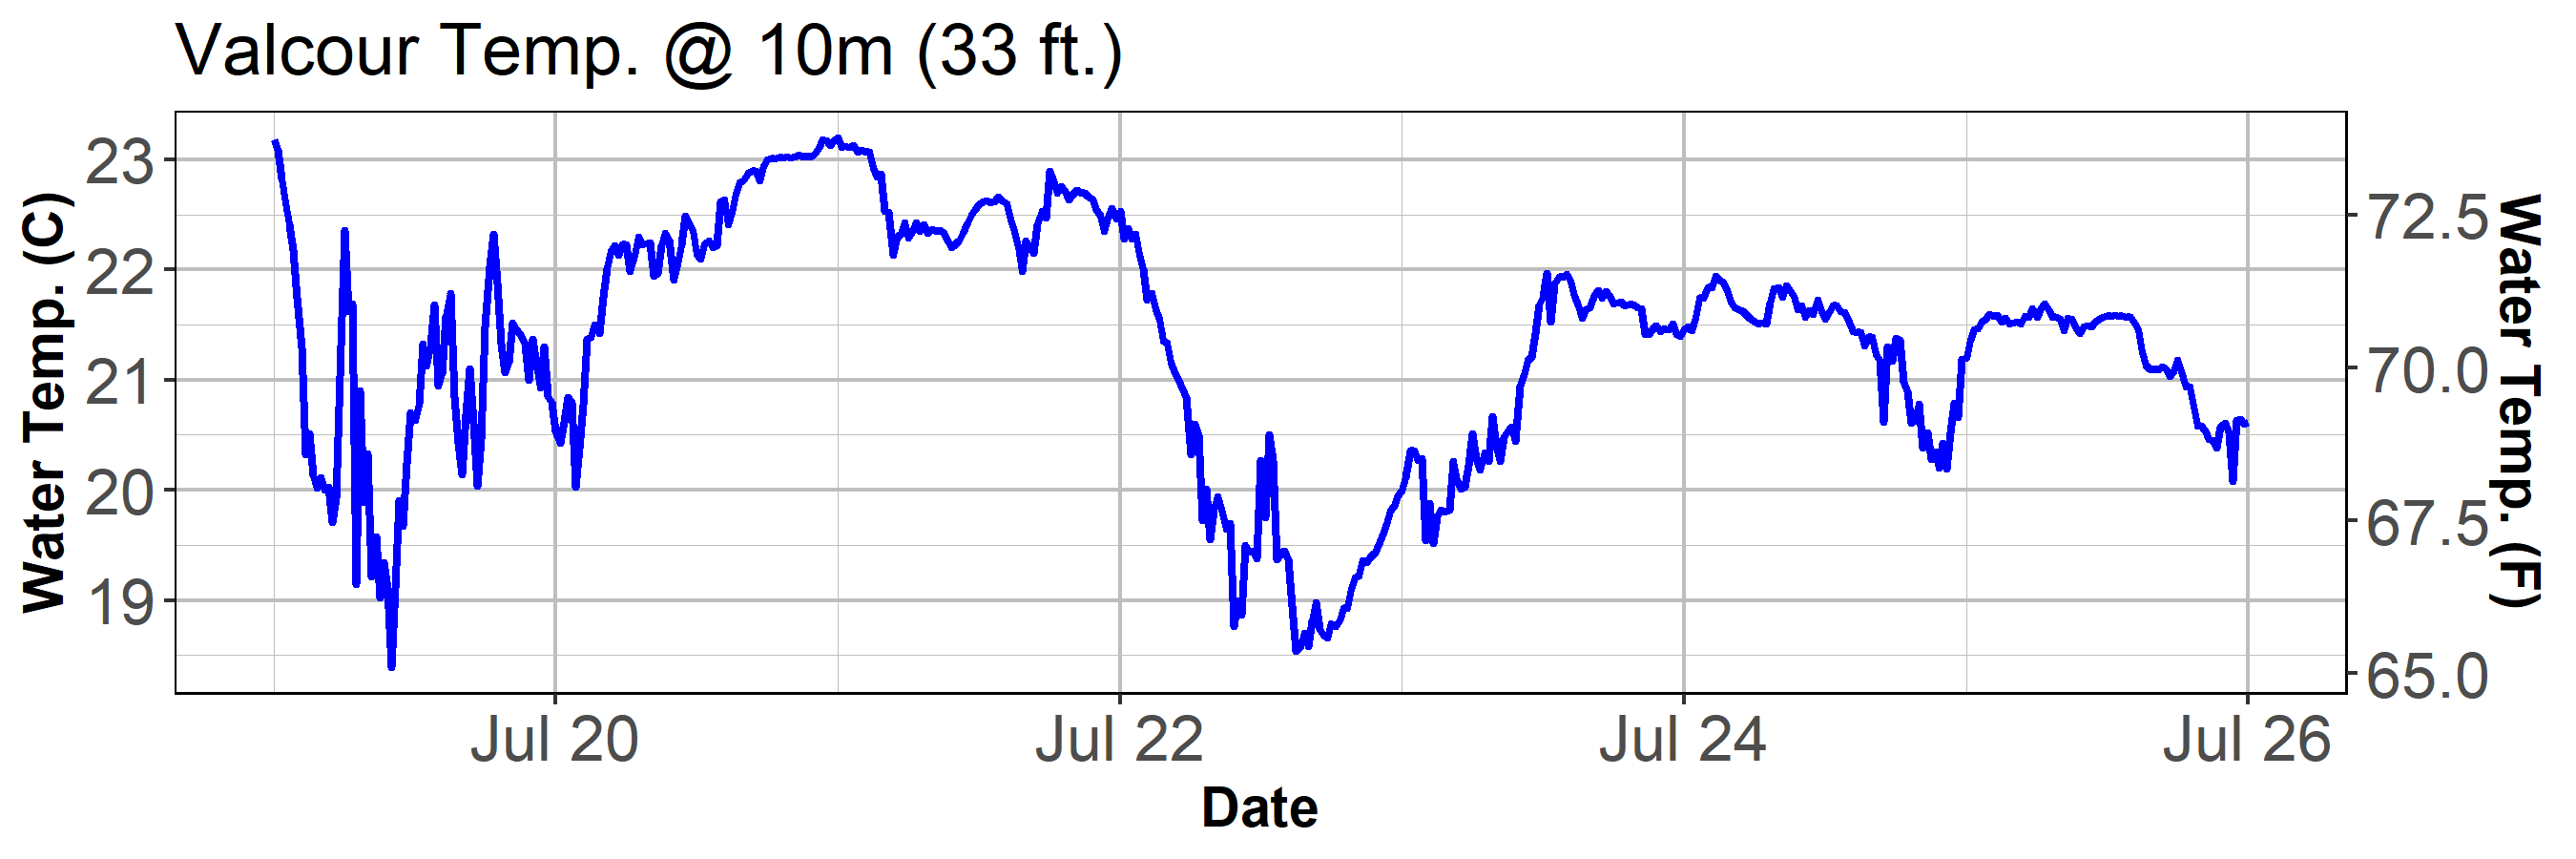 Valcour Temp. @ 10m (33 ft.)
Water Temp. (C)
23
22
21
20
19
72.5
70.0
67.5
65.0
Water Temp. (F)
Jul 20
Jul 22
Jul 24
Jul 26
Date